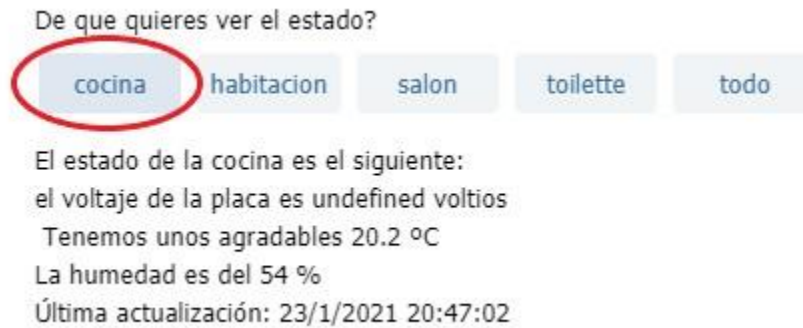 De que quieres ver el estado?
cocina habitacion salon toilette todo
El estado de la cocina es el siguiente:
el voltaje de la placa es undefined voltios
Tenemos unos agradables 20.2 ºC
La humedad es del 54 %
Última actualización: 23/1/2021 20:47:02